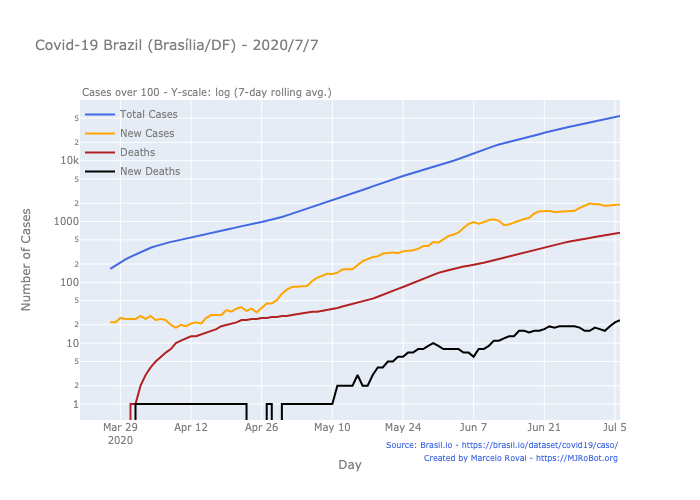 Covid-19 Brazil (Brasília/DF) - 2020/7/7
Cases over 100 - Y-scale: log (7-day rolling avg.)
Total Cases
New Cases
Deaths
New Deaths
Number of Cases
5
2
10k
5
2
1000
5
2
100
5
2
10
5
2
1
Mar 29
2020
Apr 12
Apr 26
May 10
May 24
Jun 7
Jun 21
Jul 5
Day
Source: Brasil.io - https://brasil.io/dataset/covid19/caso/
Created by Marcelo Rovai - https://MJRoBot.org